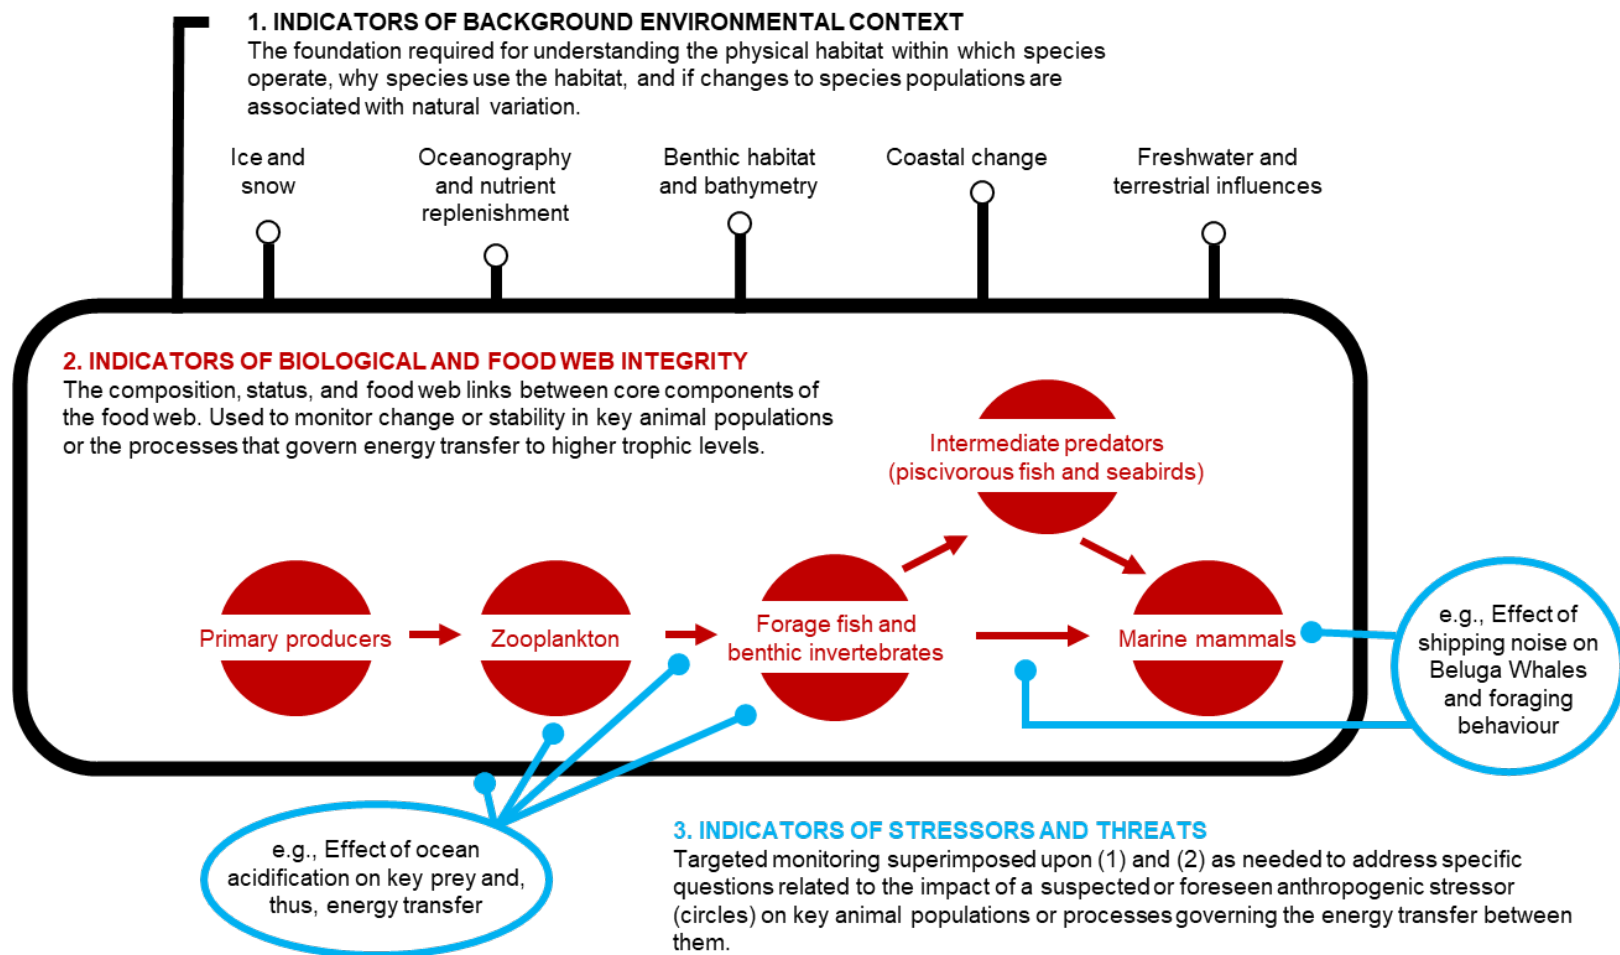 1. INDICATORS OF BACKGROUND ENVIRONMENTAL CONTEXT
The foundation required for understanding the physical habitat within which species
operate, why species use the habitat, and if changes to species populations are
associated with natural variation.
Ice and
snow
Oceanography
and nutrient
replenishment
Benthic habitat
and bathymetry
Coastal change
Freshwater and
terrestrial influences
2. INDICATORS OF BIOLOGICAL AND FOOD WEB INTEGRITY
The composition, status, and food web links between core components of
the food web. Used to monitor change or stability in key animal populations
or the processes that govern energy transfer to higher trophic levels.
Intermediate predators
(piscivorous fish and seabirds)
Primary producers
Zooplankton
Forage fish and
benthic invertebrates
Marine mammals
e.g., Effect of
shipping noise on
Beluga Whales
and foraging
behaviour
e.g., Effect of ocean
acidification on key prey and,
thus, energy transfer
3. INDICATORS OF STRESSORS AND THREATS
Targeted monitoring superimposed upon (1) and (2) as needed to address specific
questions related to the impact of a suspected or foreseen anthropogenic stressor
(circles) on key animal populations or processes governing the energy transfer between
them.